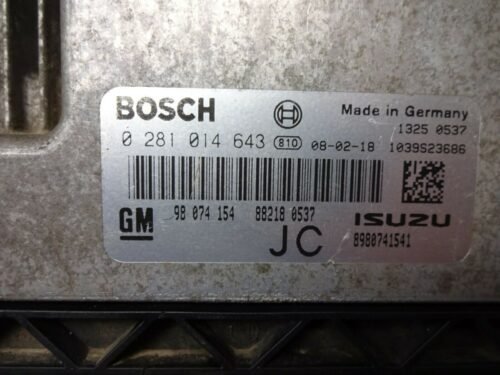 BOSCH Made in Germany
1325 0537
0 281 014 643 810 08-02-18 1039S23686
GM 98 074 154 88218 0537 ISUZU
JC 8980741541